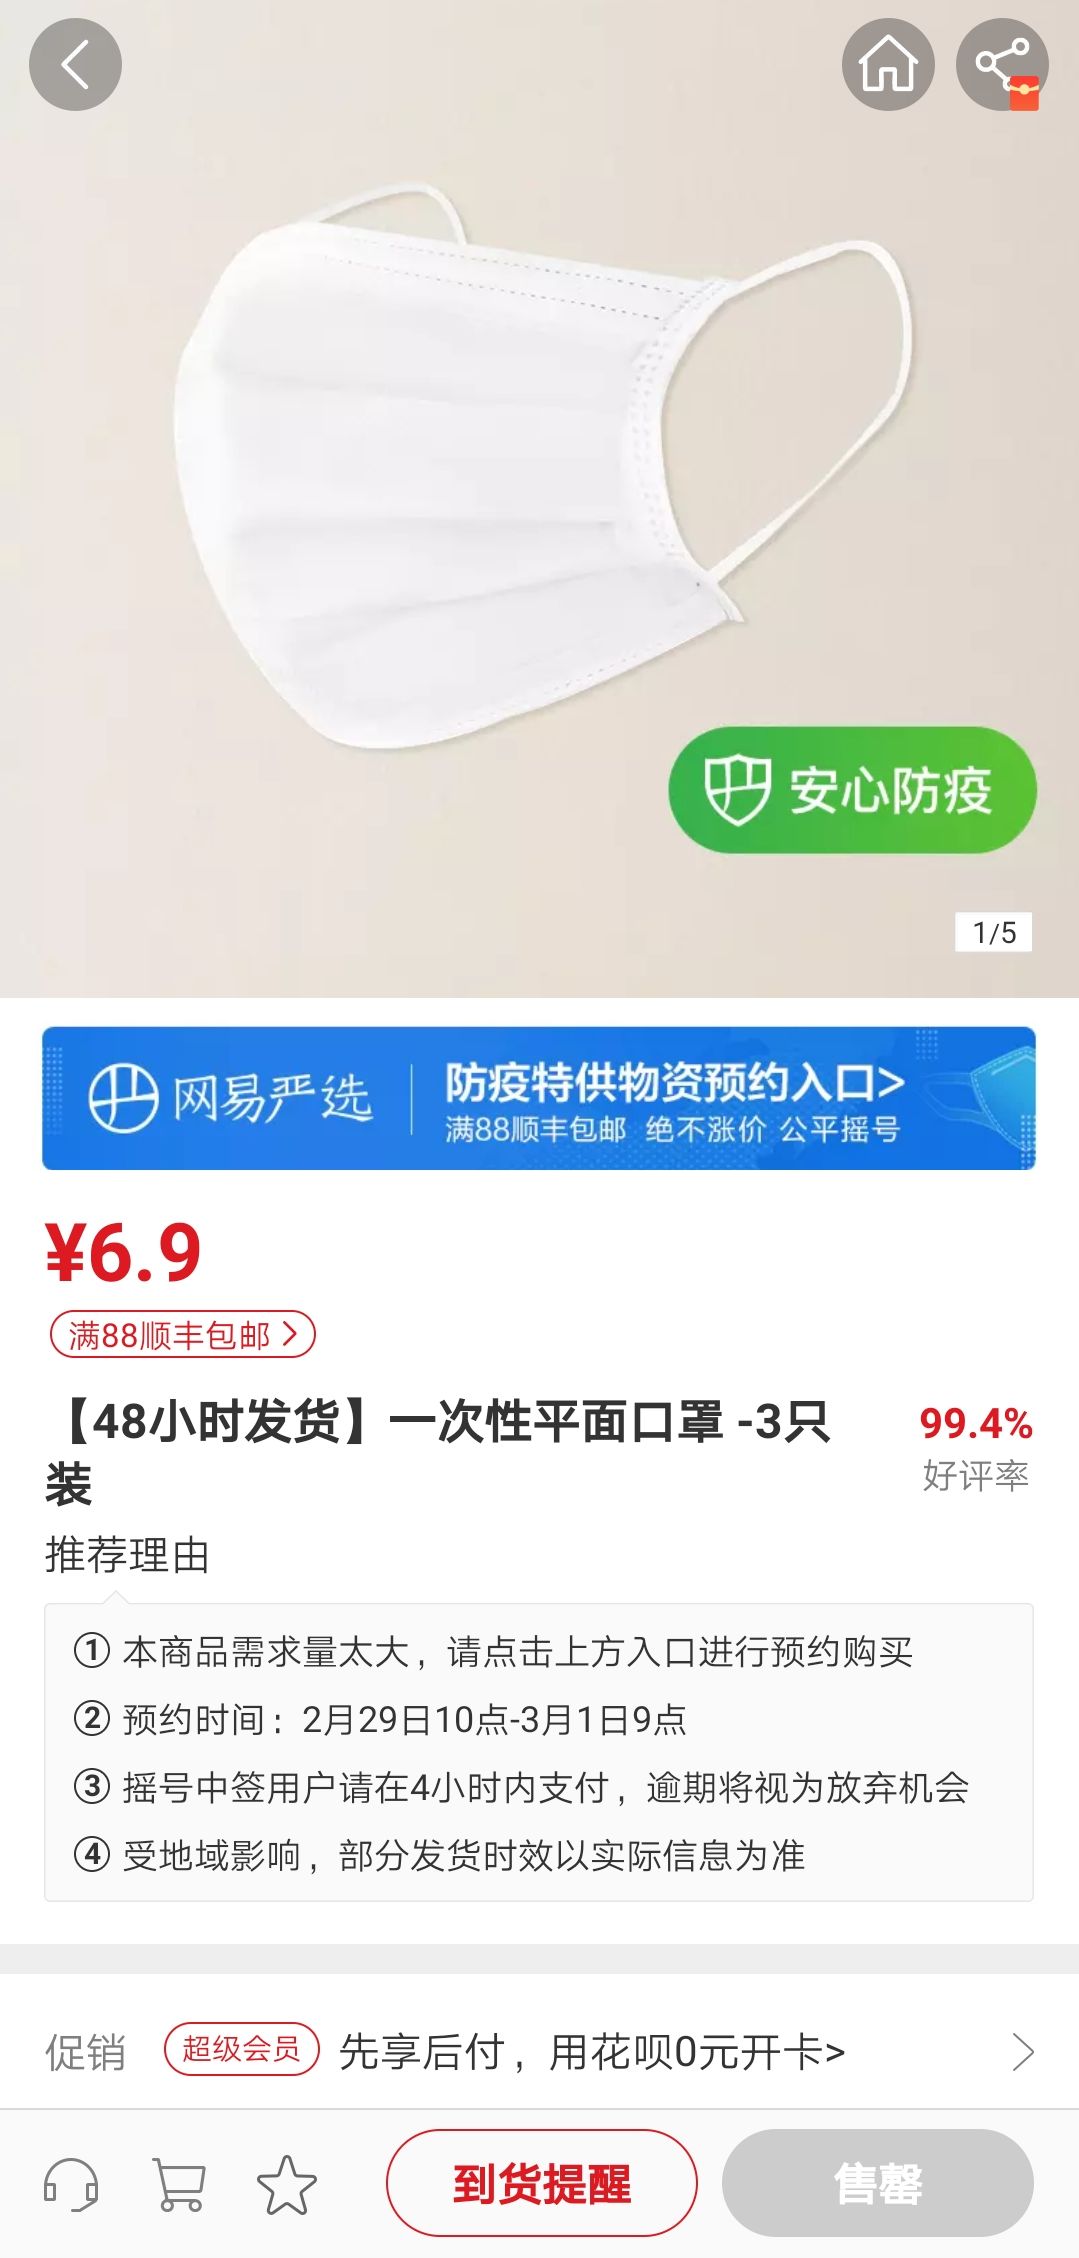 安心防疫
1/5
网易严选
防疫特供物资预约入口>
满88顺丰包邮 绝不涨价 公平摇号
¥6.9
满88顺丰包邮 >
【48小时发货】一次性平面口罩 -3只
装
99.4%
好评率
推荐理由
① 本商品需求量太大，请点击上方入口进行预约购买
② 预约时间：2月29日10点-3月1日9点
③ 摇号中签用户请在4小时内支付，逾期将视为放弃机会
④ 受地域影响，部分发货时效以实际信息为准
促销 超级会员 先享后付，用花呗0元开卡>
到货提醒
售罄